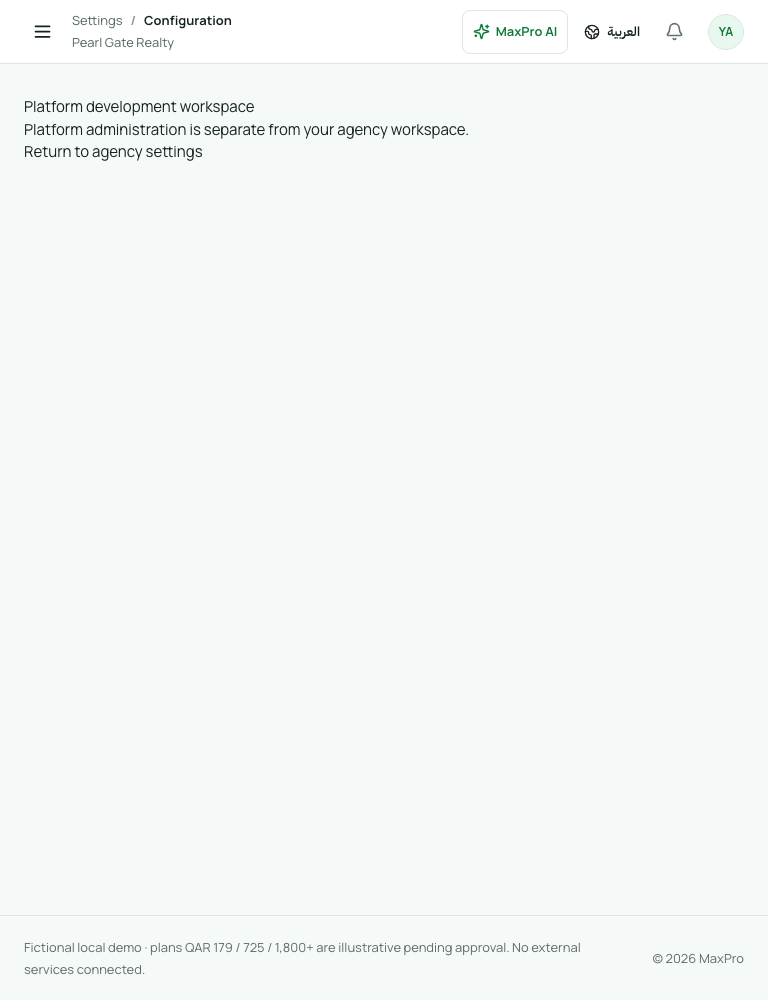 Settings / Configuration
Pearl Gate Realty
MaxPro AI
العربية
YA
Platform development workspace
Platform administration is separate from your agency workspace.
Return to agency settings
Fictional local demo · plans QAR 179 / 725 / 1,800+ are illustrative pending approval. No external
services connected.
© 2026 MaxPro